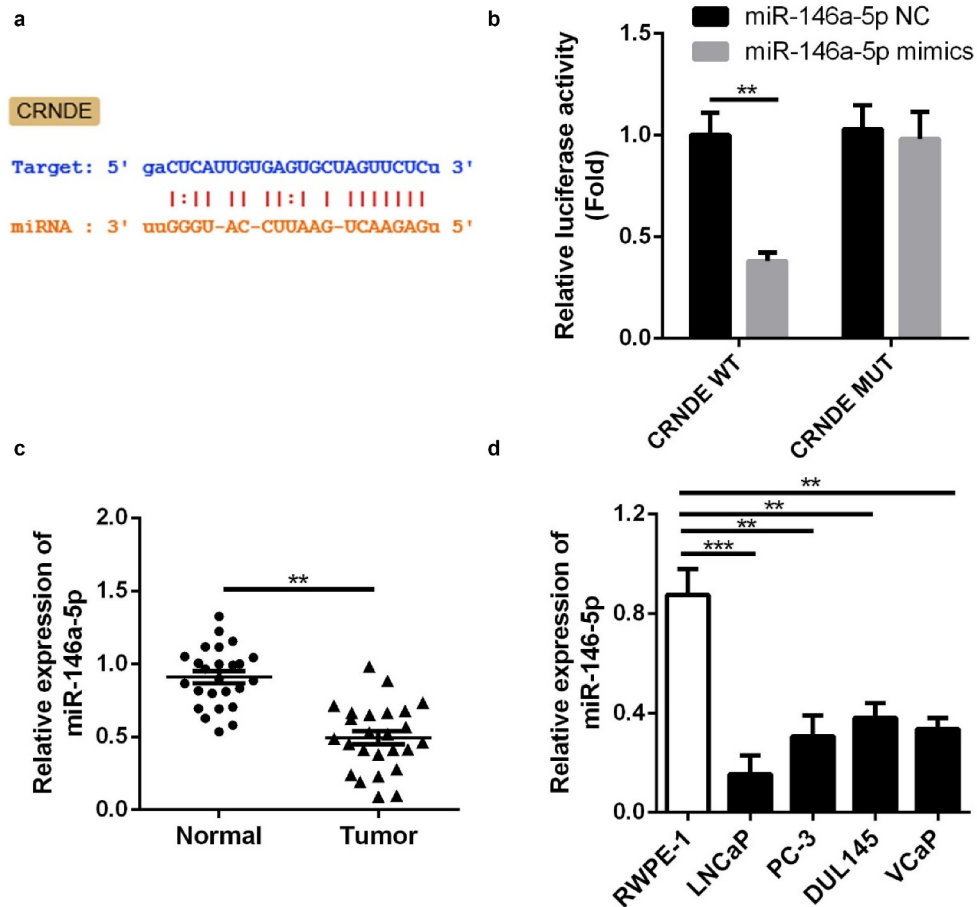 a
CRNDE
Target: 5' gaCUCAUUGUGAGUGCUAGUUCUCu 3'
|:|| || ||:| | |||||||
miRNA : 3' uuGGGU-AC-CUUAAG-UCAAGAGu 5'
b
miR-146a-5p NC
miR-146a-5p mimics
Relative luciferase activity
(Fold)
1.5
1.0
0.5
0.0
**
CRNDE WT
CRNDE MUT
c
Relative expression of
miR-146a-5p
2.0
1.5
1.0
0.5
0.0
**
Normal
Tumor
d
Relative expression of
miR-146-5p
1.2
0.8
0.4
0.0
**
**
**
***
RWPE-1
LNCaP
PC-3
DUL145
VCaP